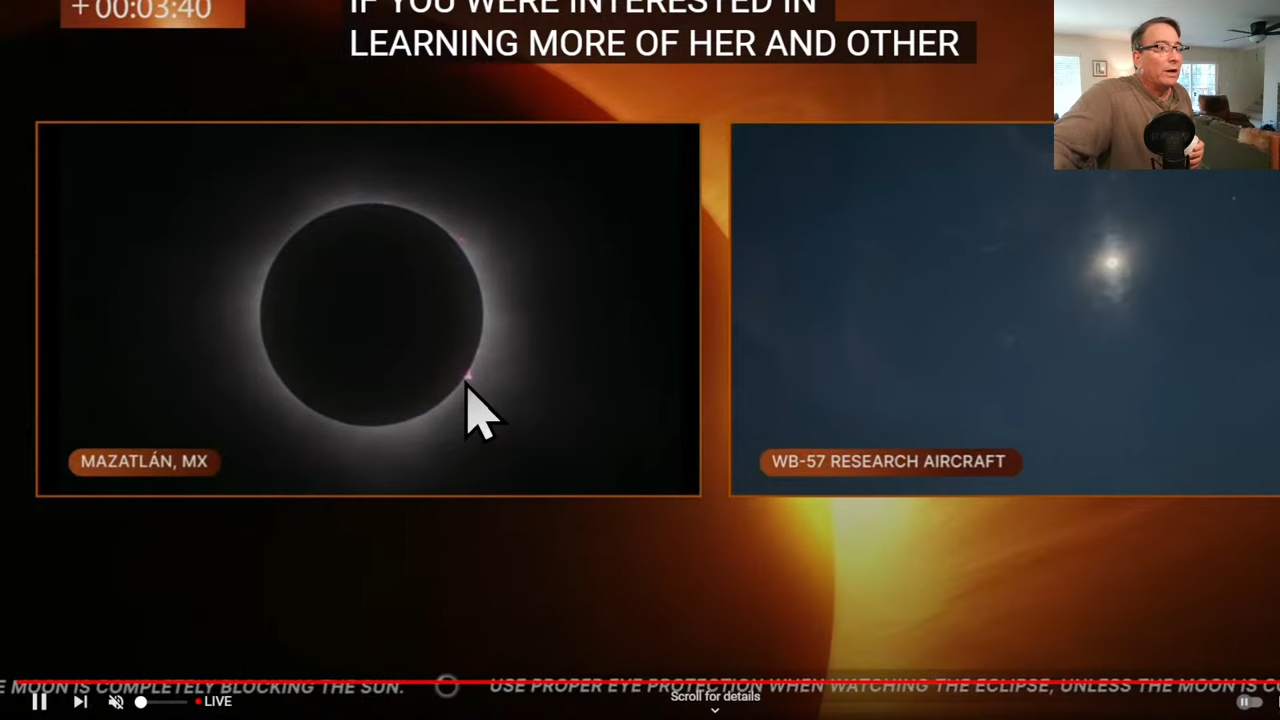 + 00:03:40
IF YOU WERE INTERESTED IN
LEARNING MORE OF HER AND OTHER
MAZATLÁN, MX
WB-57 RESEARCH AIRCRAFT
E MOON IS COMPLETELY BLOCKING THE SUN. USE PROPER EYE PROTECTION WHEN WATCHING THE ECLIPSE, UNLESS THE MOON IS CO
Scroll for details
LIVE